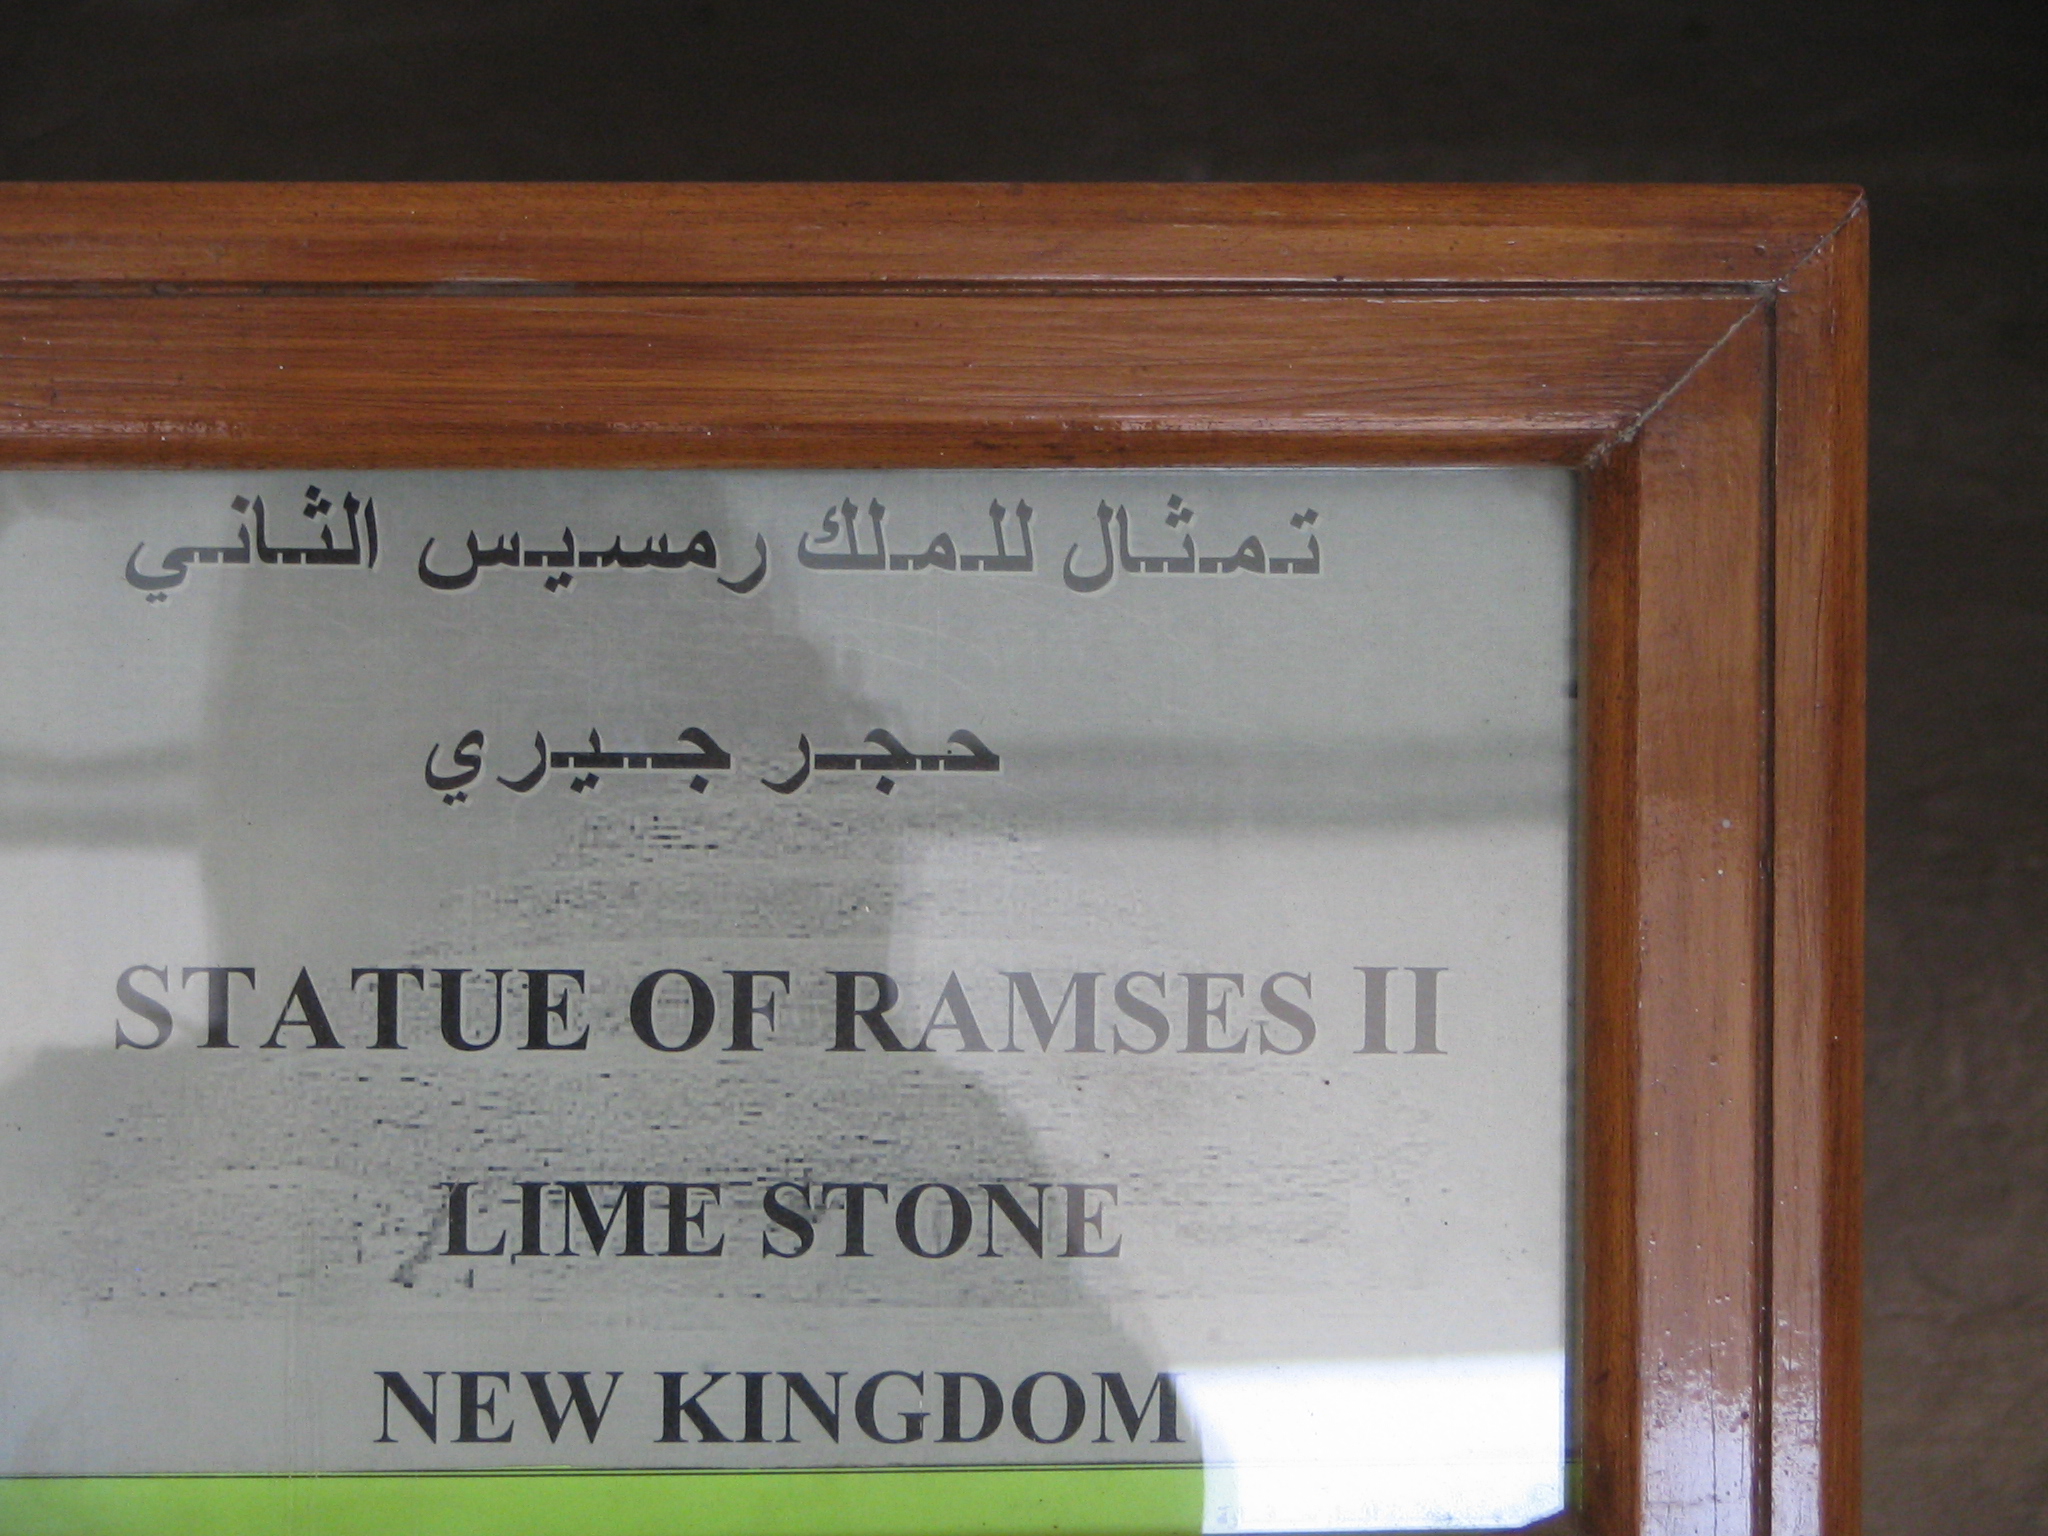 تمثال للملك رمسيس الثاني
حجر جيري
STATUE OF RAMSES II
LIME STONE
NEW KINGDOM